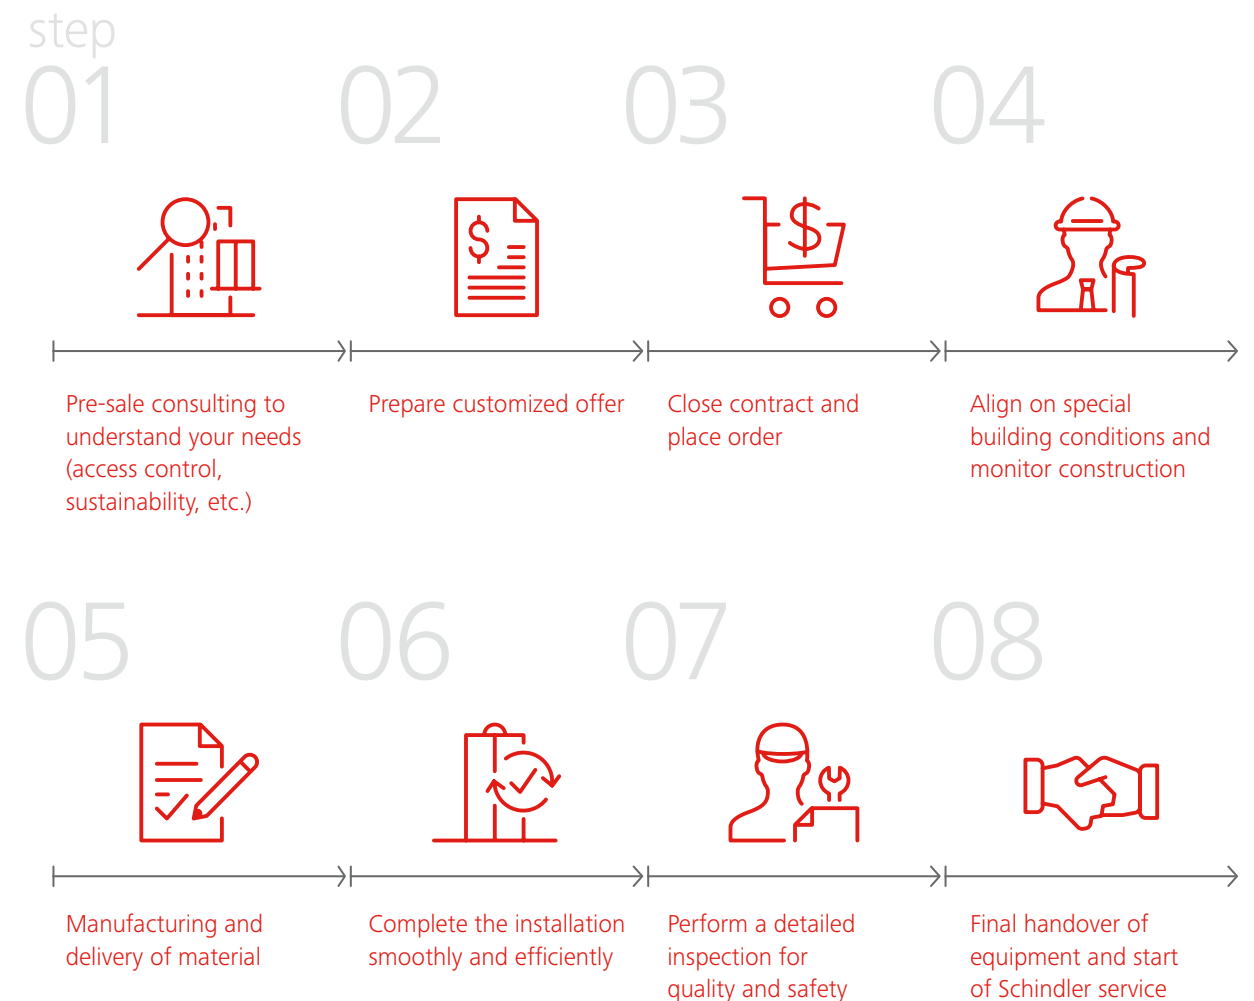 step
01
02
03
04
Pre-sale consulting to
understand your needs
(access control,
sustainability, etc.)
Prepare customized offer
Close contract and
place order
Align on special
building conditions and
monitor construction
05
06
07
08
Manufacturing and
delivery of material
Complete the installation
smoothly and efficiently
Perform a detailed
inspection for
quality and safety
Final handover of
equipment and start
of Schindler service